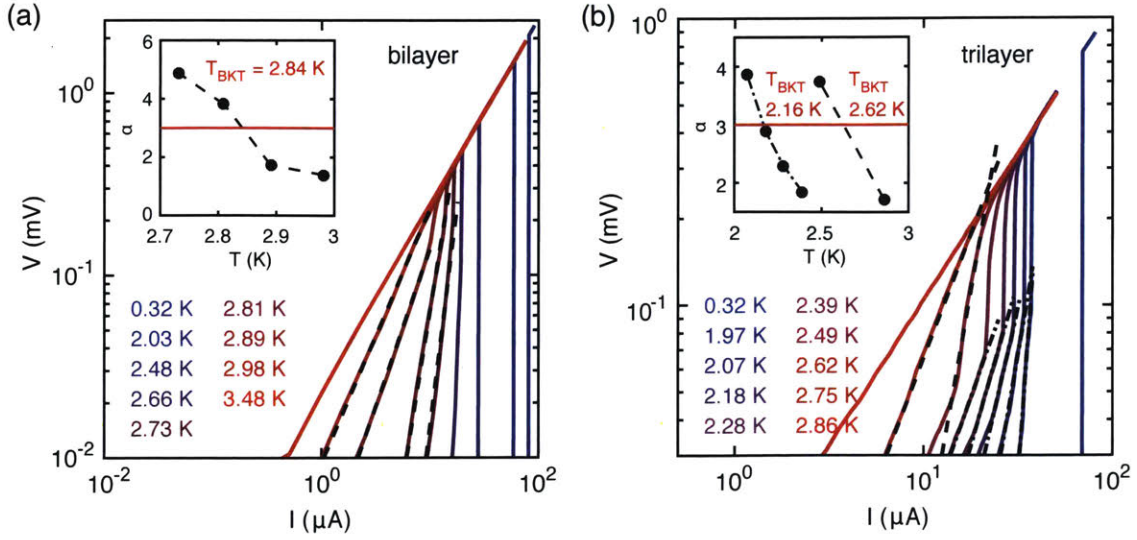 (a)
bilayer
T_BKT = 2.84 K
6
4
2
0
α
2.7 2.8 2.9 3
T (K)
10^0
10^-1
10^-2
V (mV)
0.32 K 2.81 K
2.03 K 2.89 K
2.48 K 2.98 K
2.66 K 3.48 K
2.73 K
10^-2 10^0 10^2
I (μA)
(b)
trilayer
T_BKT T_BKT
2.16 K 2.62 K
4
3
2
α
2 2.5 3
T (K)
10^0
10^-1
V (mV)
0.32 K 2.39 K
1.97 K 2.49 K
2.07 K 2.62 K
2.18 K 2.75 K
2.28 K 2.86 K
10^0 10^1 10^2
I (μA)